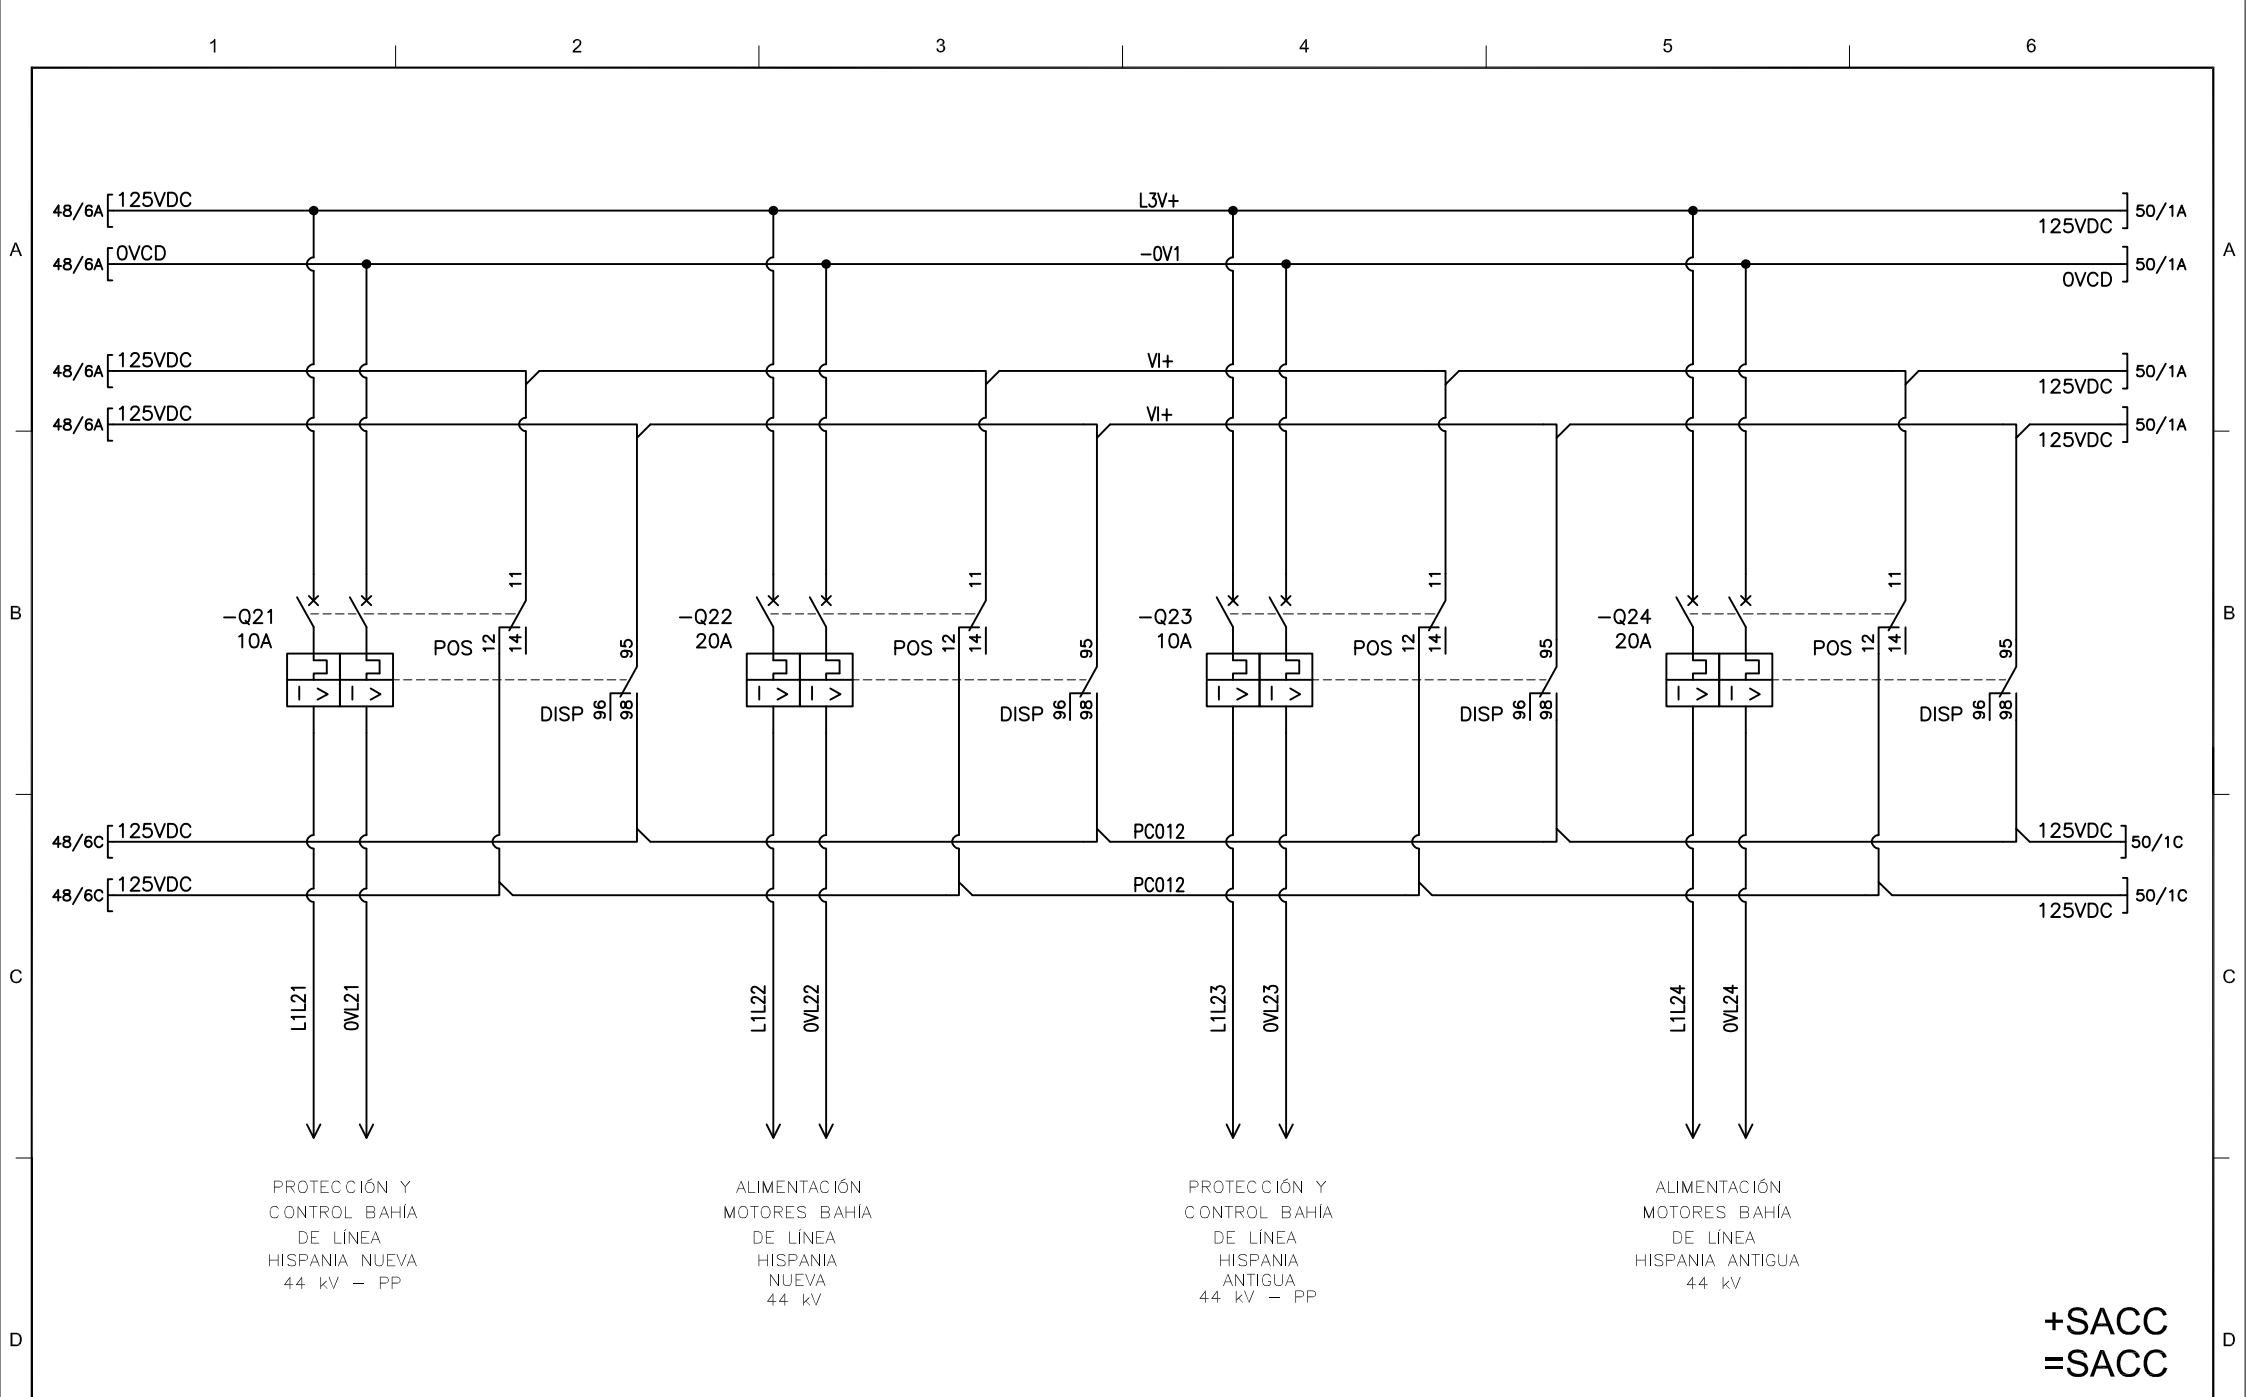 1 2 3 4 5 6
48/6A 125VDC L3V+ 125VDC 50/1A
A 48/6A 0VCD -0V1 0VCD 50/1A A
48/6A 125VDC VI+ 125VDC 50/1A
48/6A 125VDC VI+ 125VDC 50/1A
11 11 11 11
B B
-Q21 -Q22 -Q23 -Q24
10A 20A 10A 20A
POS 12 14 95 POS 12 14 95 POS 12 14 95 POS 12 14 95
I > I > I > I > I > I > I > I >
DISP 96 98 DISP 96 98 DISP 96 98 DISP 96 98
48/6C 125VDC PC012 125VDC 50/1C
48/6C 125VDC PC012 125VDC 50/1C
C C
L1L21 0VL21 L1L22 0VL22 L1L23 0VL23 L1L24 0VL24
PROTECCIÓN Y
CONTROL BAHÍA
DE LÍNEA
HISPANIA NUEVA
44 kV - PP
ALIMENTACIÓN
MOTORES BAHÍA
DE LÍNEA
HISPANIA
NUEVA
44 kV
PROTECCIÓN Y
CONTROL BAHÍA
DE LÍNEA
HISPANIA
ANTIGUA
44 kV - PP
ALIMENTACIÓN
MOTORES BAHÍA
DE LÍNEA
HISPANIA ANTIGUA
44 kV
+SACC
D D
=SACC